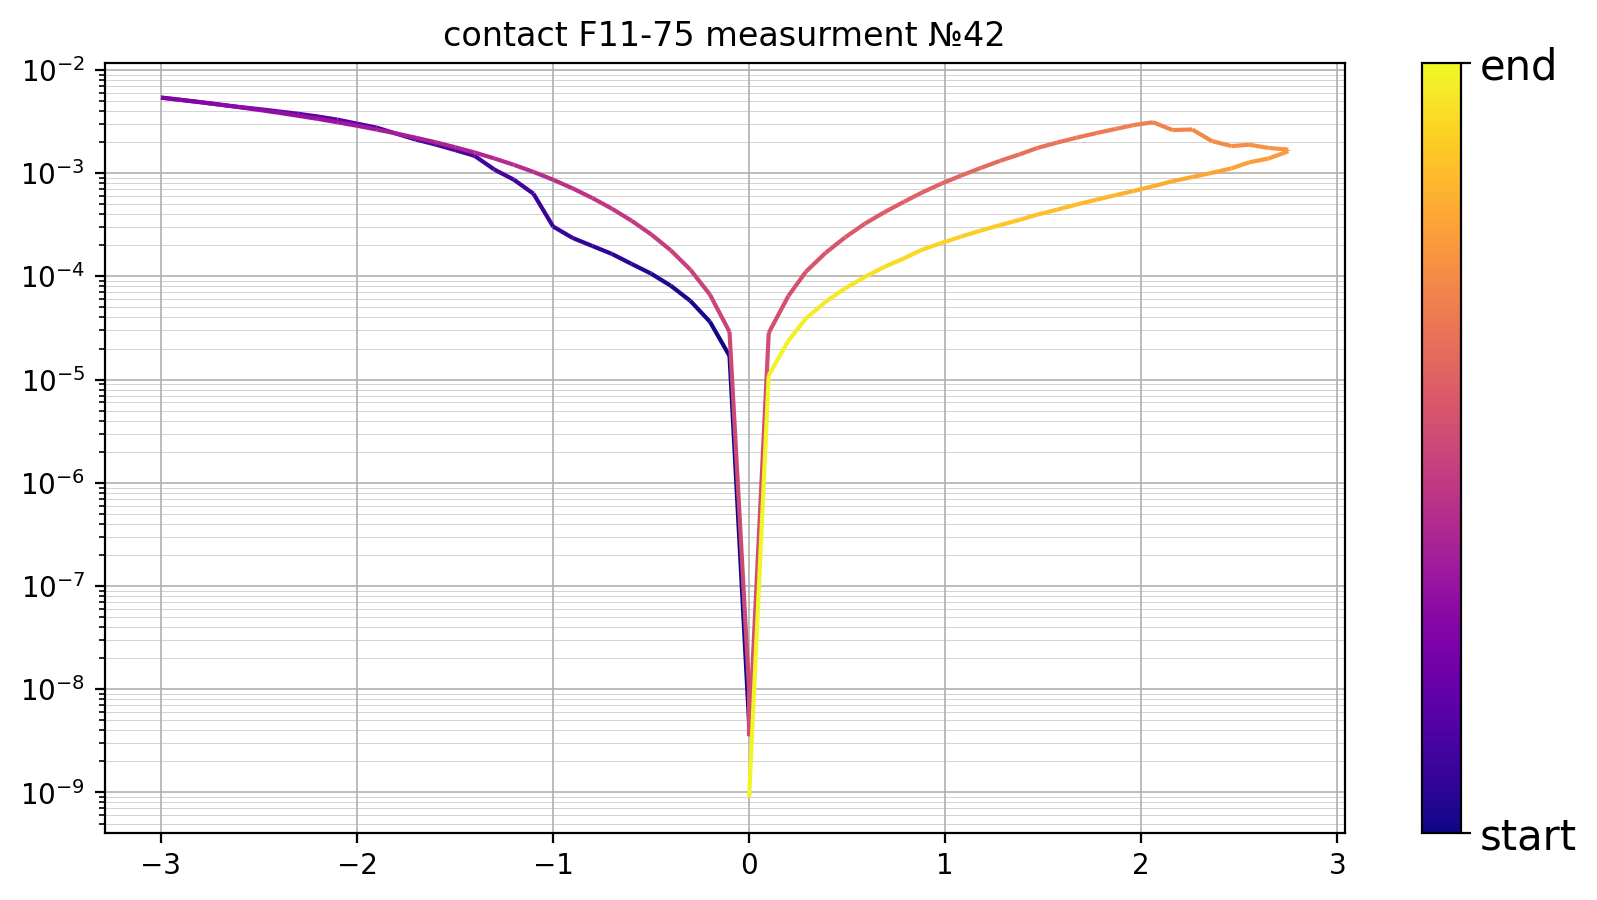 contact F11-75 measurment №42
10⁻²
10⁻³
10⁻⁴
10⁻⁵
10⁻⁶
10⁻⁷
10⁻⁸
10⁻⁹
−3 −2 −1 0 1 2 3
end
start